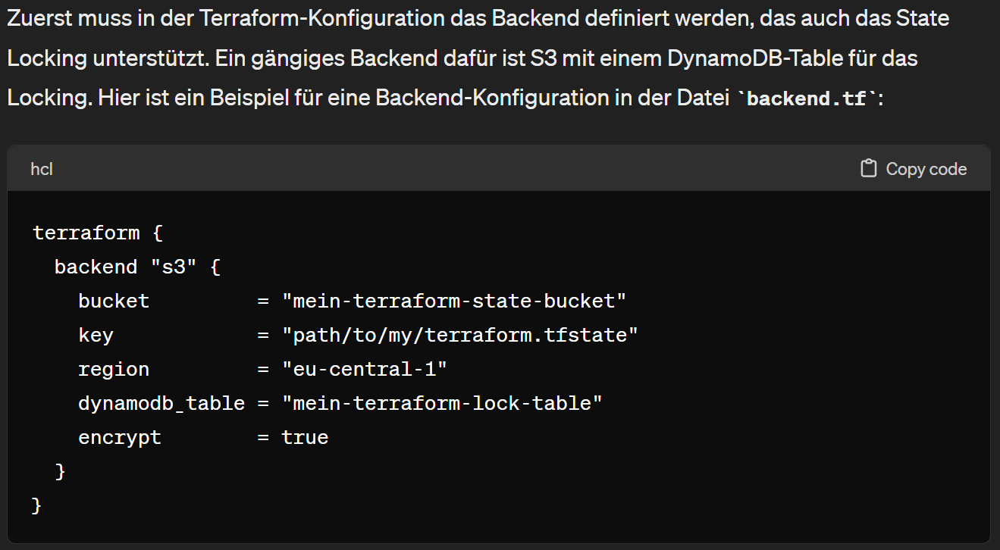 Zuerst muss in der Terraform-Konfiguration das Backend definiert werden, das auch das State
Locking unterstützt. Ein gängiges Backend dafür ist S3 mit einem DynamoDB-Table für das
Locking. Hier ist ein Beispiel für eine Backend-Konfiguration in der Datei `backend.tf`:
hcl Copy code
terraform {
  backend "s3" {
    bucket         = "mein-terraform-state-bucket"
    key            = "path/to/my/terraform.tfstate"
    region         = "eu-central-1"
    dynamodb_table = "mein-terraform-lock-table"
    encrypt        = true
  }
}